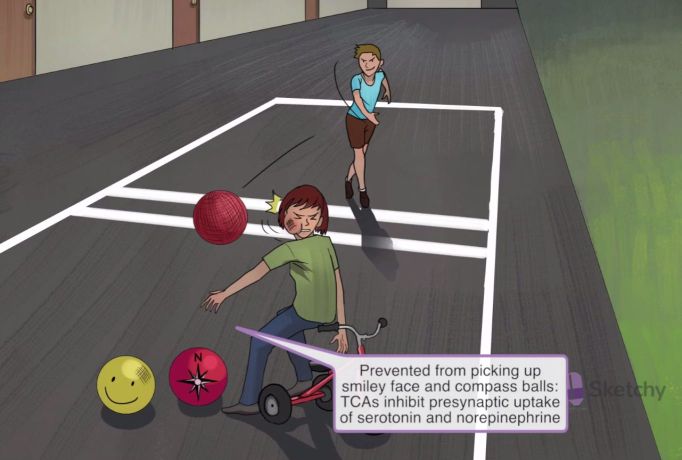 N
Prevented from picking up
smiley face and compass balls:
TCAs inhibit presynaptic uptake
of serotonin and norepinephrine
Sketchy